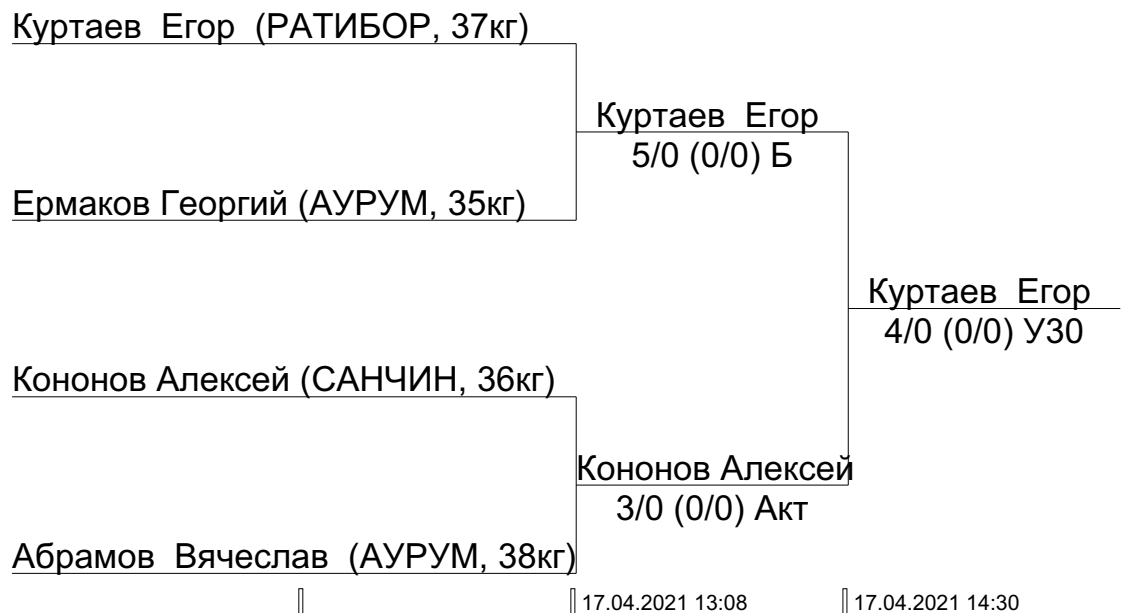 Куртаев  Егор  (РАТИБОР, 37кг)
Куртаев  Егор
5/0 (0/0) Б
Ермаков Георгий (АУРУМ, 35кг)
Куртаев  Егор
4/0 (0/0) У30
Кононов Алексей (САНЧИН, 36кг)
Кононов Алексей
3/0 (0/0) Акт
Абрамов  Вячеслав  (АУРУМ, 38кг)
17.04.2021 13:08
17.04.2021 14:30